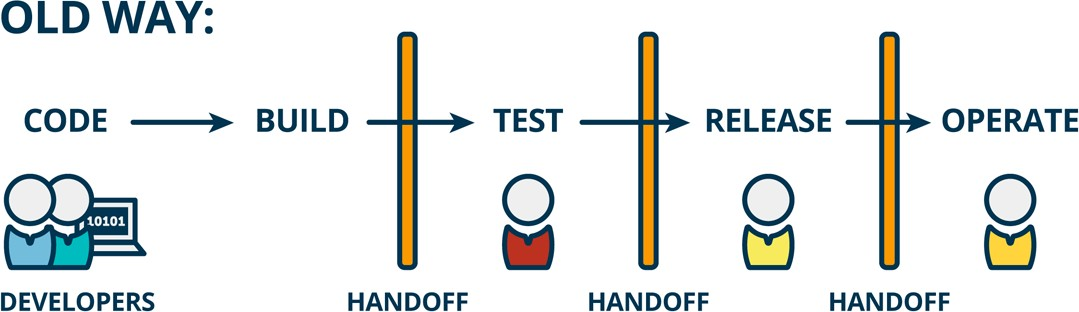 OLD WAY:
CODE BUILD TEST RELEASE OPERATE
10101
DEVELOPERS HANDOFF HANDOFF HANDOFF